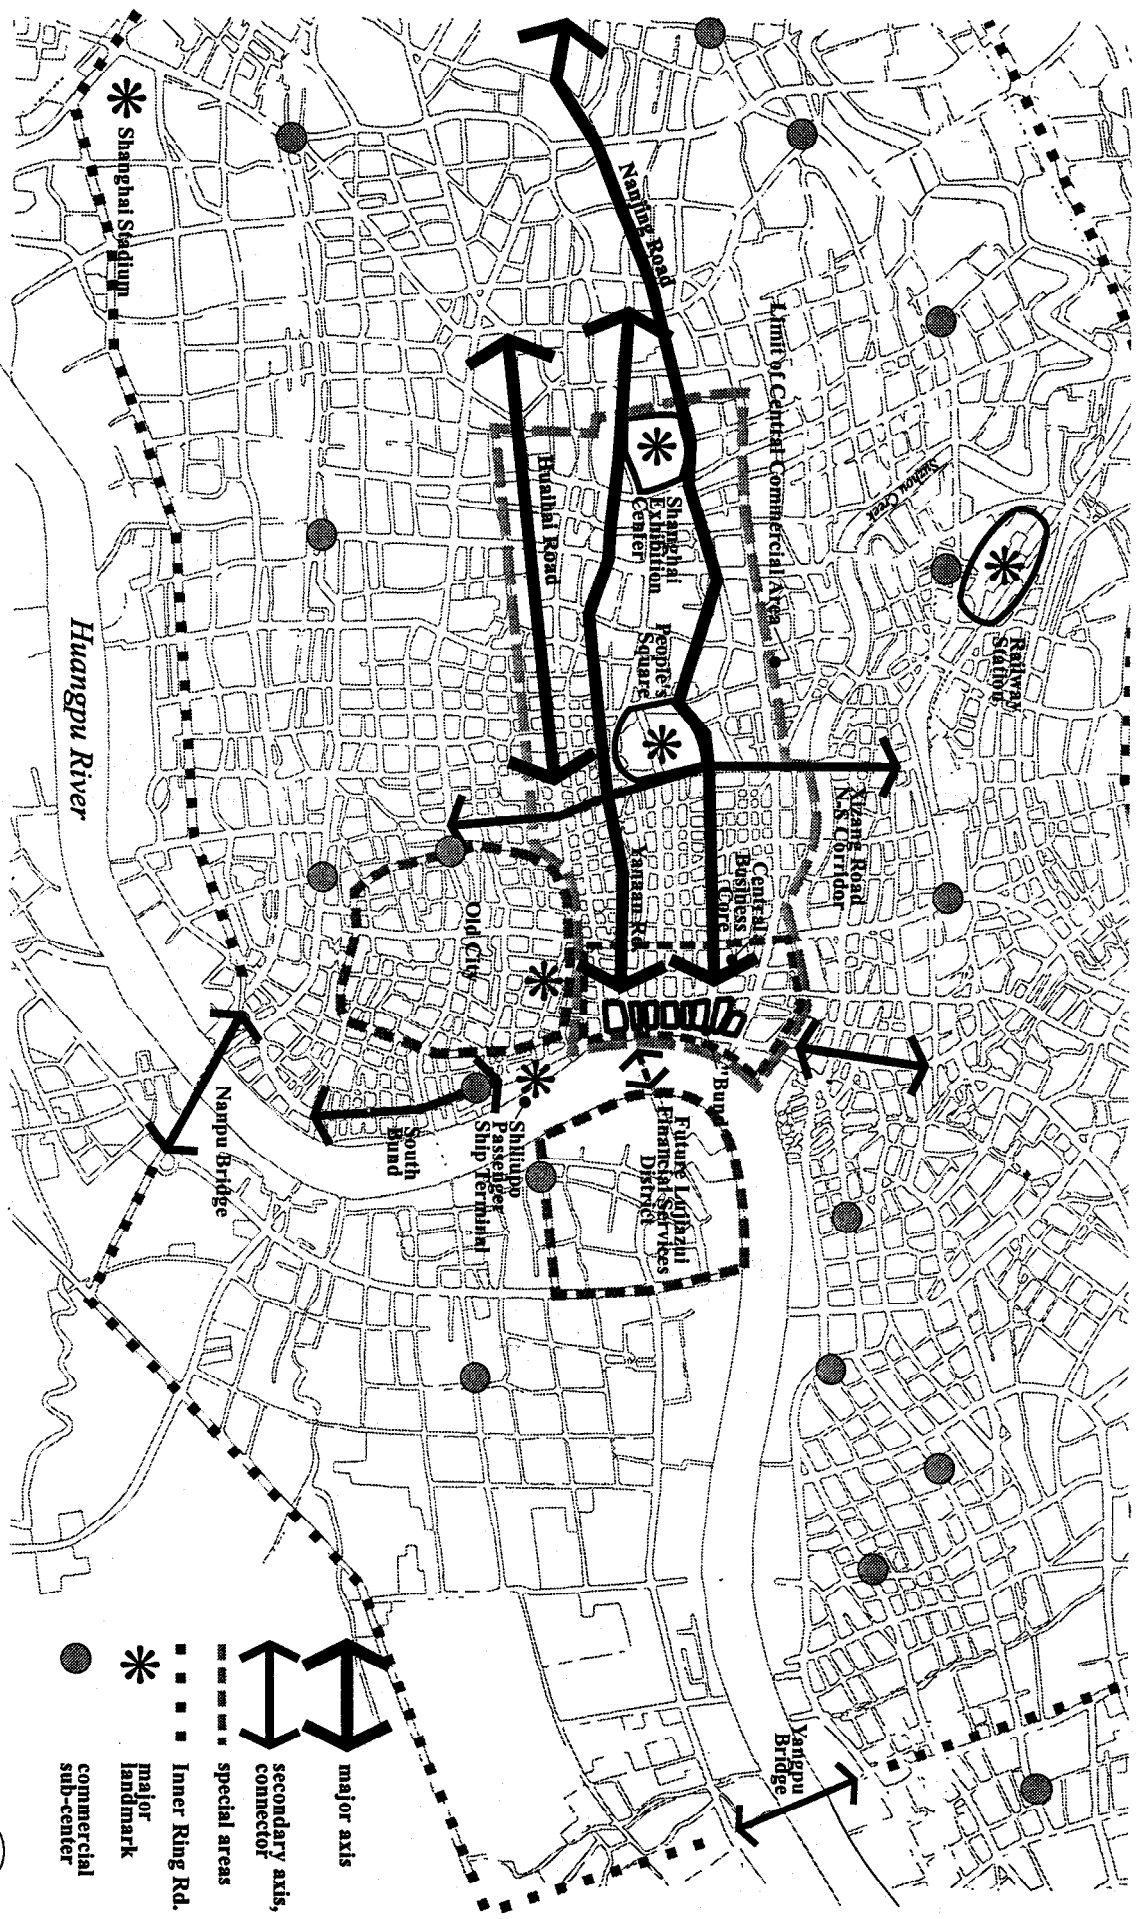 Shanghai Stadium
Nanjing Road
Limit of Central Commercial Area
Suzhou Creek
Railway
Station
Shanghai
Exhibition
Center
Huaihai Road
People's
Square
Xizang Road
N-S Corridor
Central
Business
Core
Yanaan Rd.
Old City
"Bund"
Future Lujiazui
Financial Services
District
Shiliupu
Passenger
Ship Terminal
South
Bund
Nanpu Bridge
Huangpu River
Yangpu
Bridge
major axis
secondary axis,
connector
special areas
Inner Ring Rd.
major
landmark
commercial
sub-center